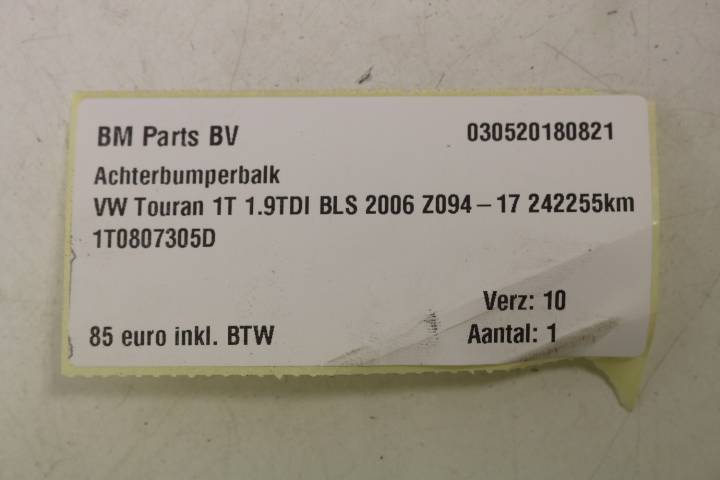 BM Parts BV 030520180821
Achterbumperbalk
VW Touran 1T 1.9TDI BLS 2006 Z094-17 242255km
1T0807305D
Verz: 10
85 euro inkl. BTW Aantal: 1